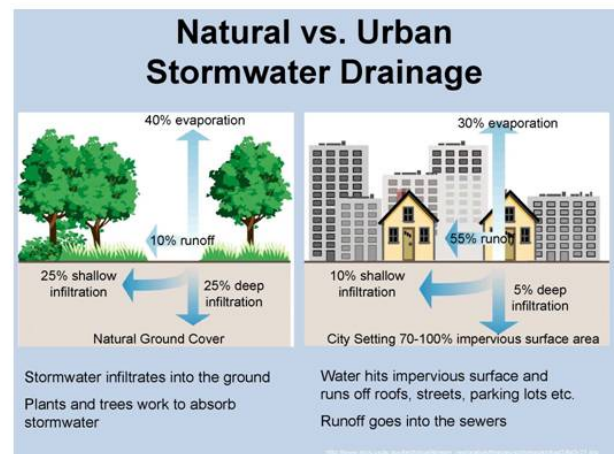 Natural vs. Urban
Stormwater Drainage
40% evaporation
10% runoff
25% shallow
infiltration
25% deep
infiltration
Natural Ground Cover
30% evaporation
55% runoff
10% shallow
infiltration
5% deep
infiltration
City Setting 70-100% impervious surface area
Stormwater infiltrates into the ground
Plants and trees work to absorb
stormwater
Water hits impervious surface and
runs off roofs, streets, parking lots etc.
Runoff goes into the sewers